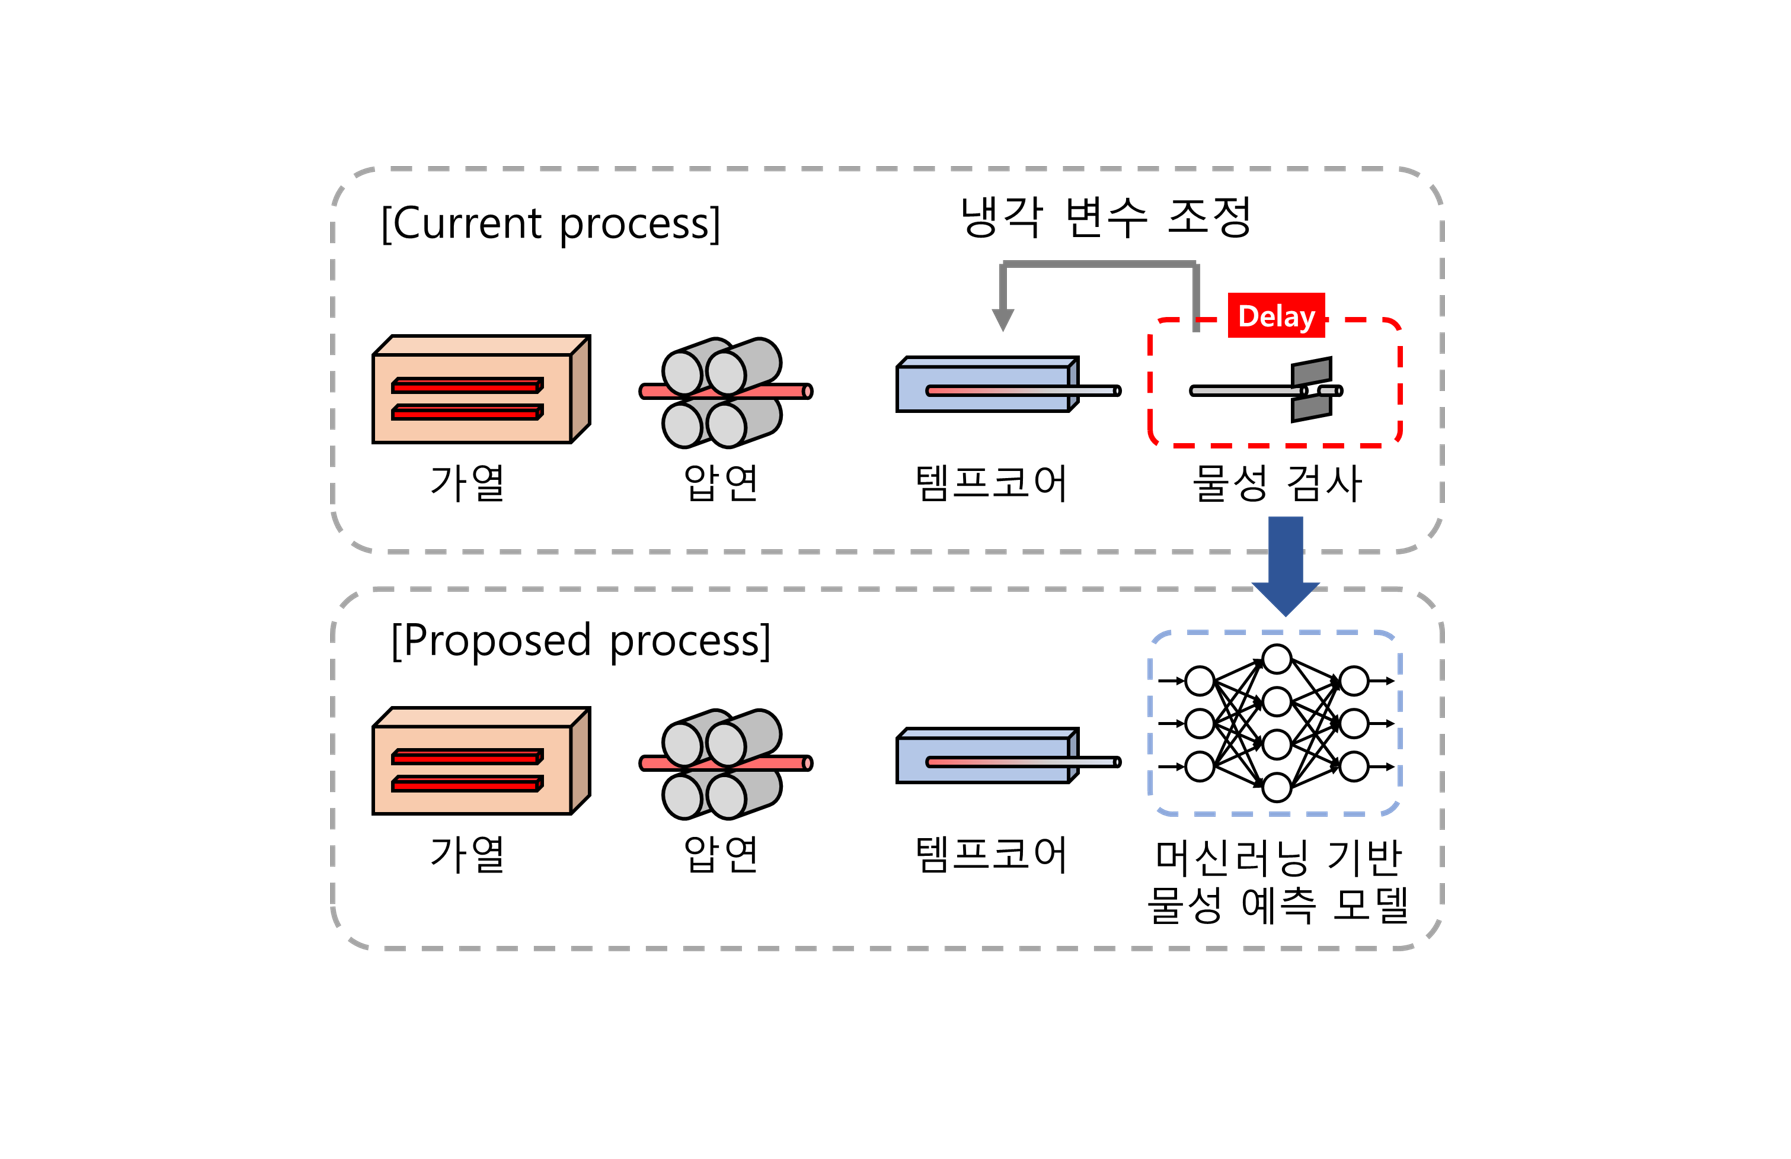 [Current process]
냉각 변수 조정
Delay
가열
압연
템프코어
물성 검사
[Proposed process]
가열
압연
템프코어
머신러닝 기반
물성 예측 모델